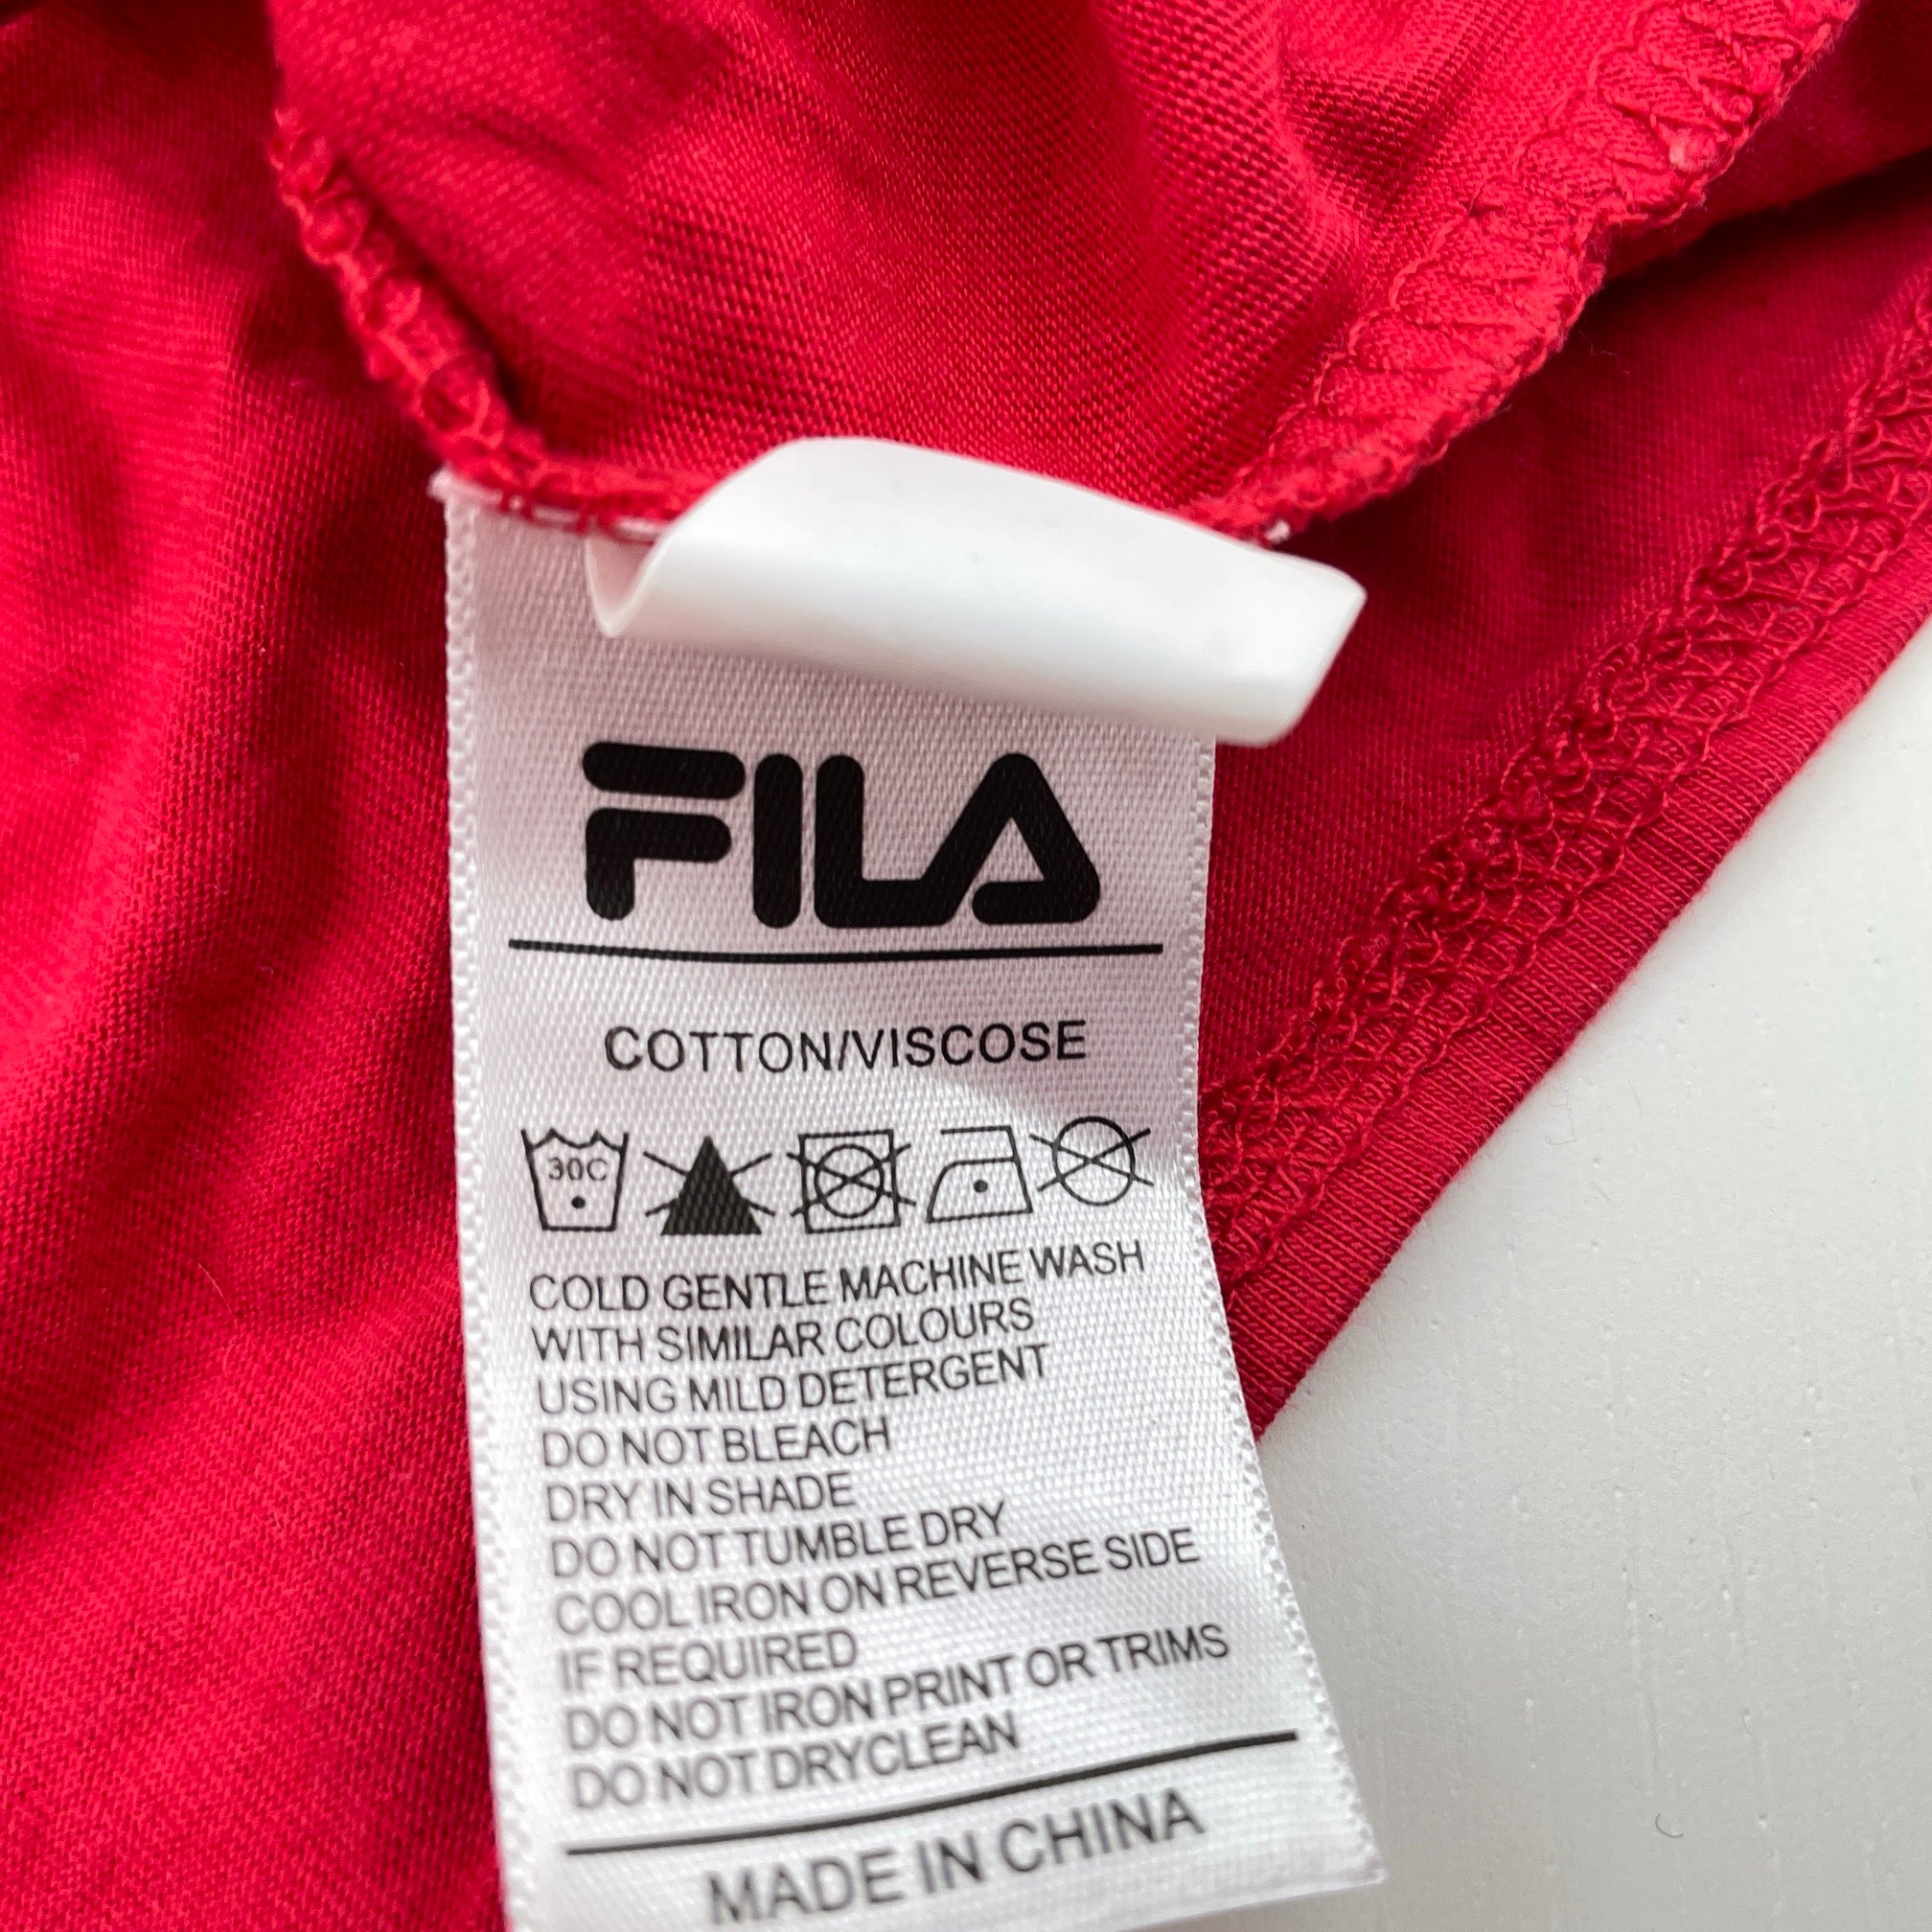 FILA
COTTON/VISCOSE
30C
COLD GENTLE MACHINE WASH
WITH SIMILAR COLOURS
USING MILD DETERGENT
DO NOT BLEACH
DRY IN SHADE
DO NOT TUMBLE DRY
COOL IRON ON REVERSE SIDE
IF REQUIRED
DO NOT IRON PRINT OR TRIMS
DO NOT DRYCLEAN
MADE IN CHINA